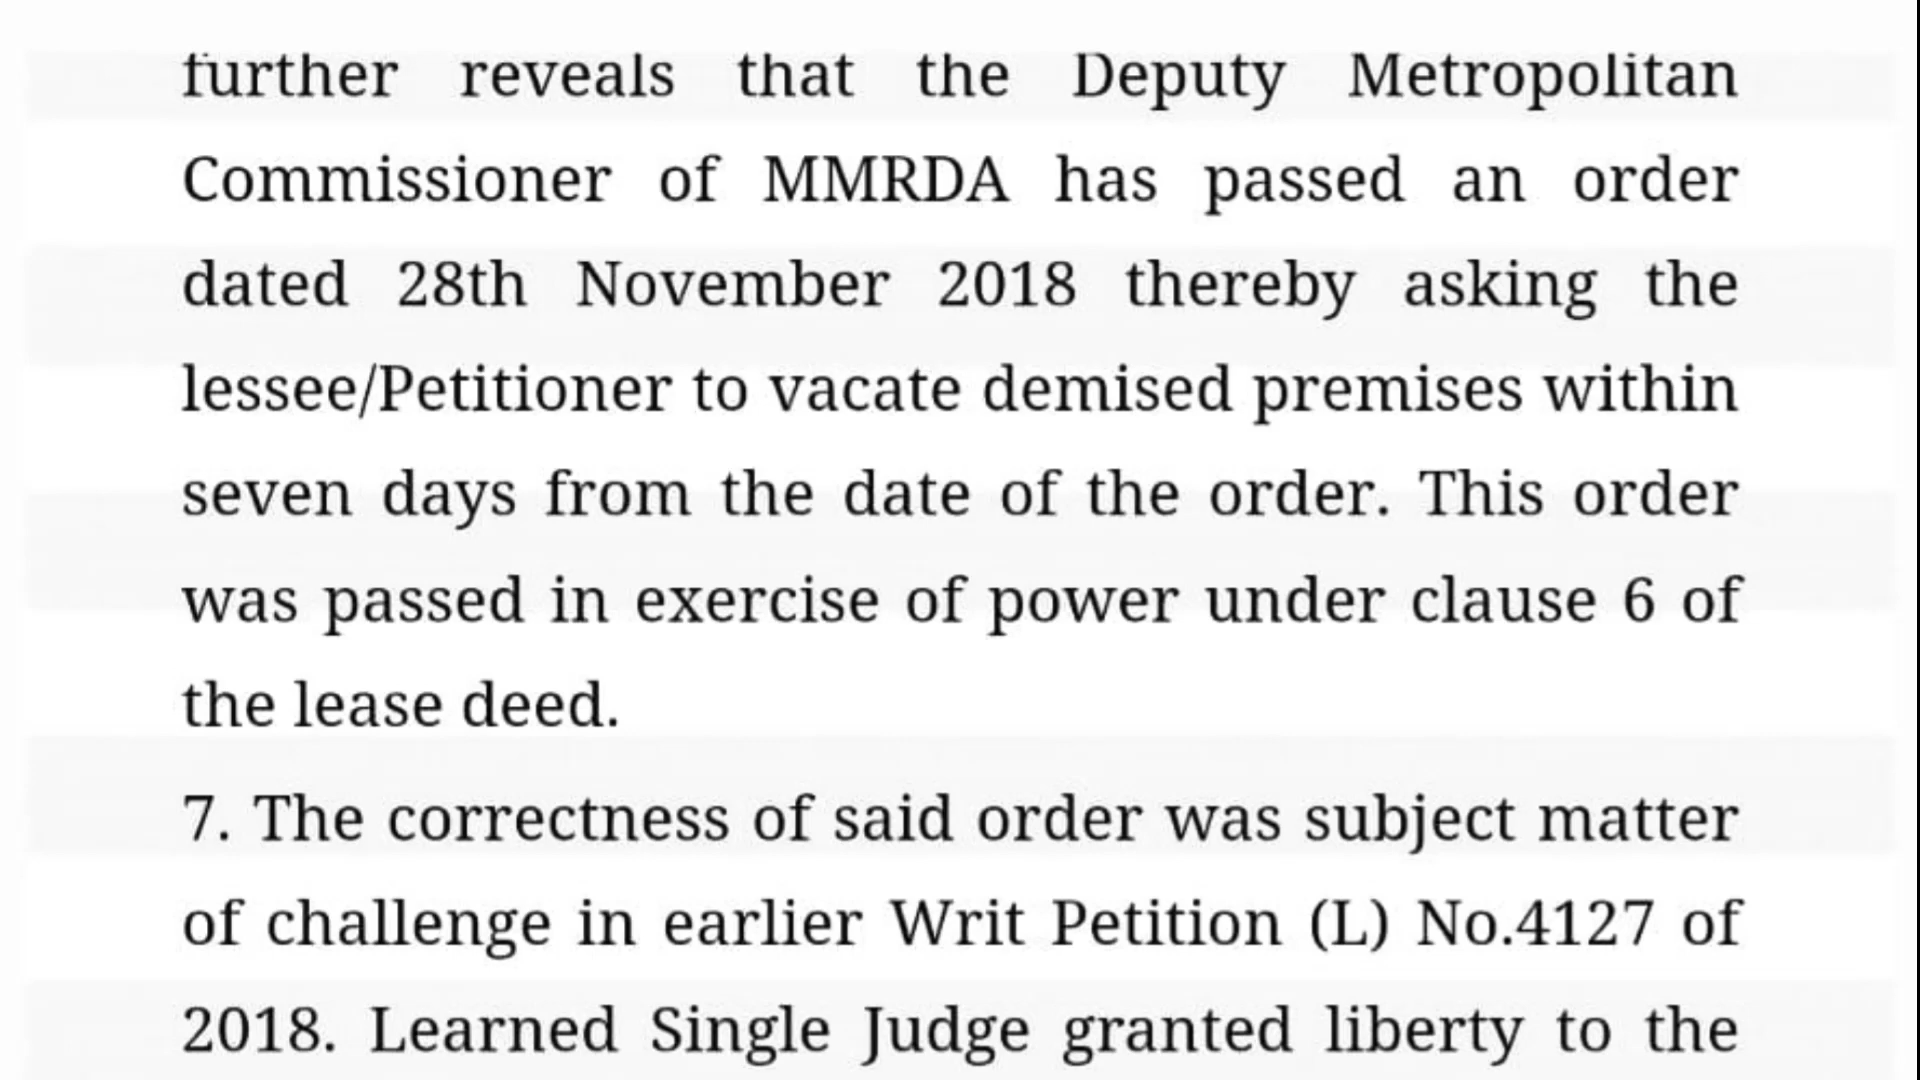 further reveals that the Deputy Metropolitan
Commissioner of MMRDA has passed an order
dated 28th November 2018 thereby asking the
lessee/Petitioner to vacate demised premises within
seven days from the date of the order. This order
was passed in exercise of power under clause 6 of
the lease deed.
7. The correctness of said order was subject matter
of challenge in earlier Writ Petition (L) No.4127 of
2018. Learned Single Judge granted liberty to the